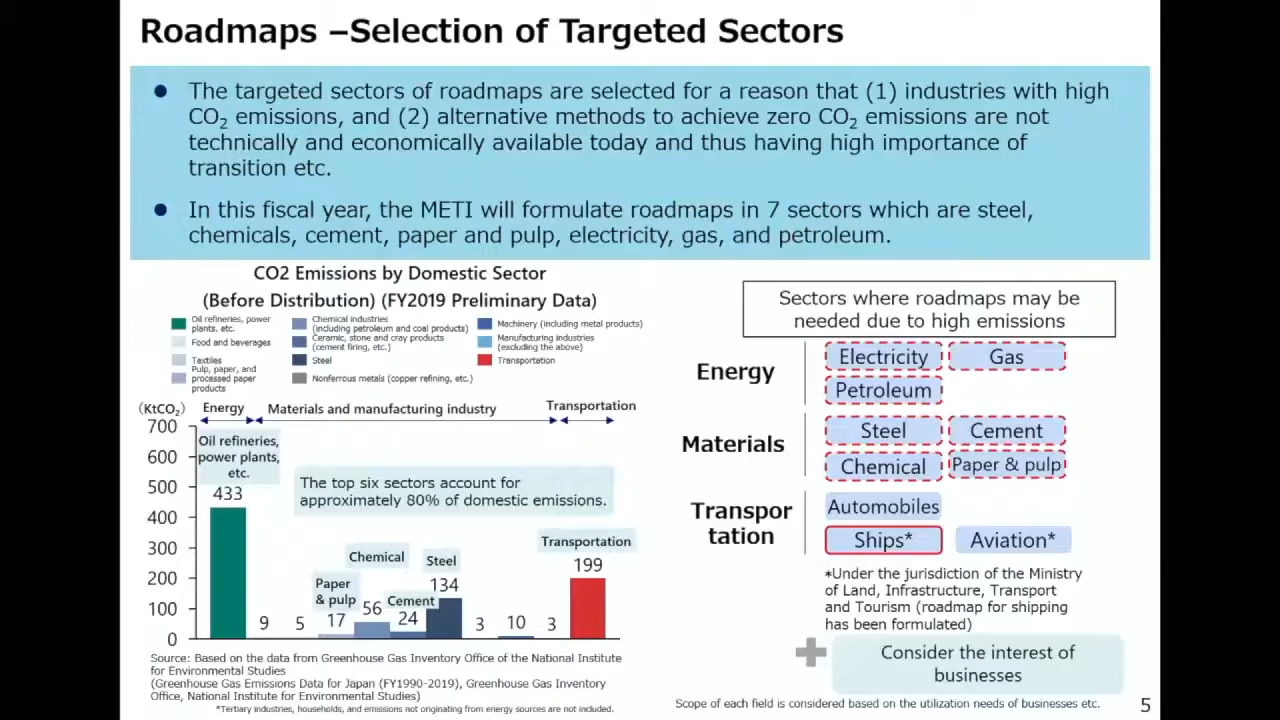 Roadmaps –Selection of Targeted Sectors
● The targeted sectors of roadmaps are selected for a reason that (1) industries with high
CO₂ emissions, and (2) alternative methods to achieve zero CO₂ emissions are not
technically and economically available today and thus having high importance of
transition etc.
● In this fiscal year, the METI will formulate roadmaps in 7 sectors which are steel,
chemicals, cement, paper and pulp, electricity, gas, and petroleum.
CO2 Emissions by Domestic Sector
(Before Distribution) (FY2019 Preliminary Data)
Oil refineries, power
plants, etc.
Food and beverages
Textiles
Pulp, paper, and
processed paper
products
Chemical industries
(including petroleum and coal products)
Ceramic, stone and cray products
(cement firing, etc.)
Steel
Nonferrous metals (copper refining, etc.)
Machinery (including metal products)
Manufacturing industries
(excluding the above)
Transportation
(KtCO₂)
Energy
Materials and manufacturing industry
Transportation
700
600
500
400
300
200
100
0
Oil refineries,
power plants,
etc.
433
The top six sectors account for
approximately 80% of domestic emissions.
9
5
Paper
& pulp
17
Chemical
56
Cement
24
Steel
134
3
10
3
Transportation
199
Source: Based on the data from Greenhouse Gas Inventory Office of the National Institute
for Environmental Studies
(Greenhouse Gas Emissions Data for Japan (FY1990-2019), Greenhouse Gas Inventory
Office, National Institute for Environmental Studies)
*Tertiary industries, households, and emissions not originating from energy sources are not included.
Sectors where roadmaps may be
needed due to high emissions
Energy
Electricity
Gas
Petroleum
Materials
Steel
Cement
Chemical
Paper & pulp
Transpor
tation
Automobiles
Ships*
Aviation*
*Under the jurisdiction of the Ministry
of Land, Infrastructure, Transport
and Tourism (roadmap for shipping
has been formulated)
Consider the interest of
businesses
Scope of each field is considered based on the utilization needs of businesses etc.
5